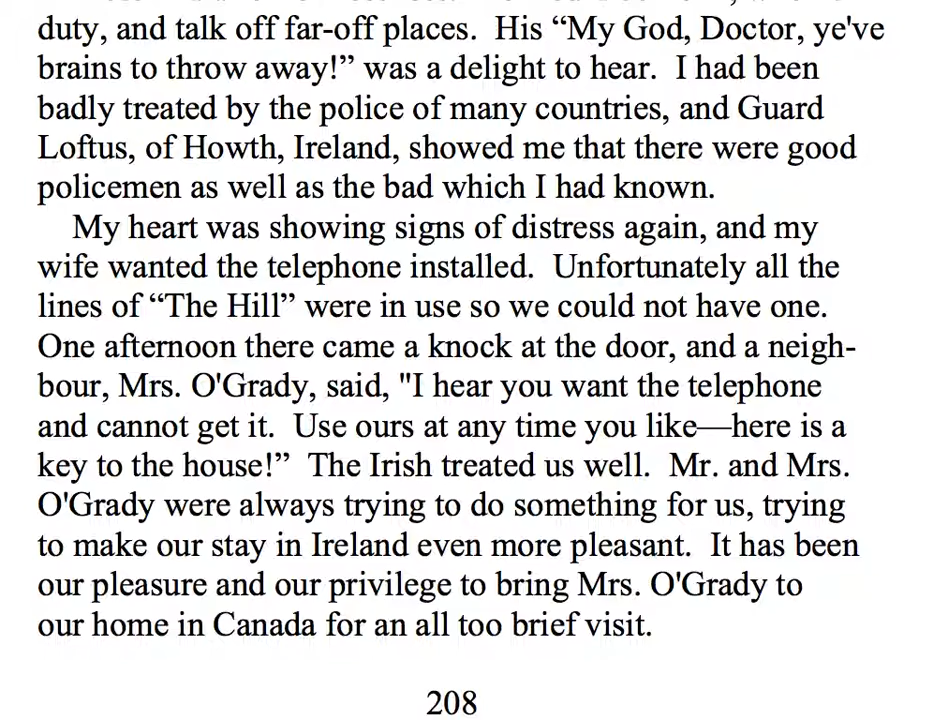 duty, and talk off far-off places. His “My God, Doctor, ye've
brains to throw away!” was a delight to hear. I had been
badly treated by the police of many countries, and Guard
Loftus, of Howth, Ireland, showed me that there were good
policemen as well as the bad which I had known.
My heart was showing signs of distress again, and my
wife wanted the telephone installed. Unfortunately all the
lines of “The Hill” were in use so we could not have one.
One afternoon there came a knock at the door, and a neigh-
bour, Mrs. O'Grady, said, "I hear you want the telephone
and cannot get it. Use ours at any time you like—here is a
key to the house!” The Irish treated us well. Mr. and Mrs.
O'Grady were always trying to do something for us, trying
to make our stay in Ireland even more pleasant. It has been
our pleasure and our privilege to bring Mrs. O'Grady to
our home in Canada for an all too brief visit.
208